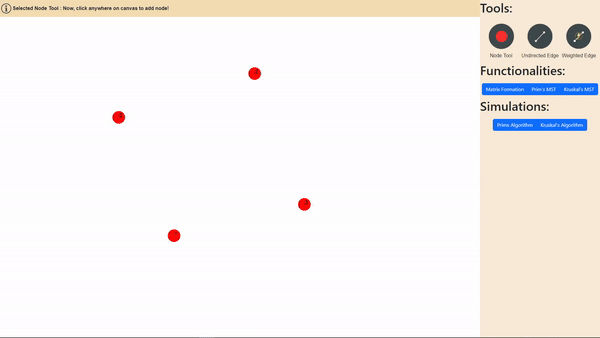 Selected Node Tool : Now, click anywhere on canvas to add node!
Tools:
Node Tool Undirected Edge Weighted Edge
Functionalities:
Matrix Formation Prim's MST Kruskal's MST
Simulations:
Prims Algorithm Kruskal's Algorithm